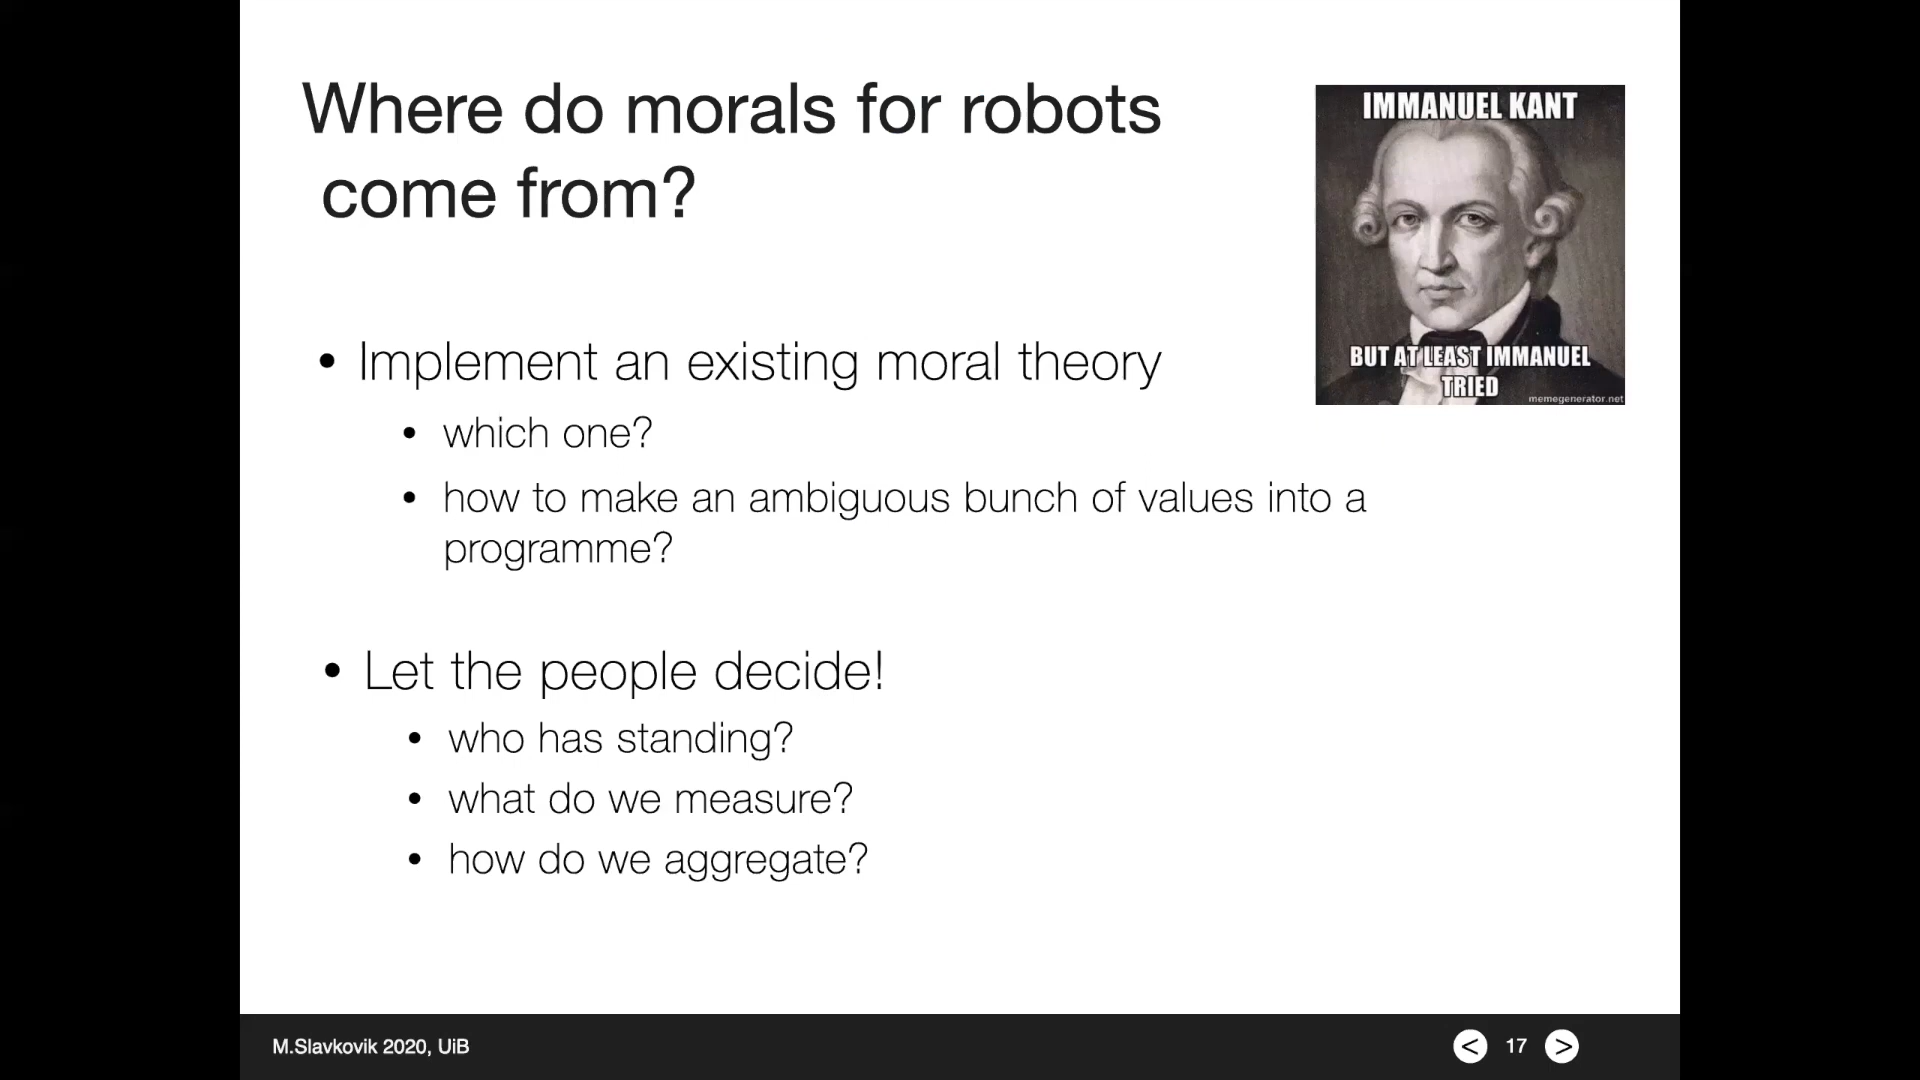 Where do morals for robots
come from?
IMMANUEL KANT
BUT AT LEAST IMMANUEL
TRIED
memegenerator.net
• Implement an existing moral theory
• which one?
• how to make an ambiguous bunch of values into a
programme?
• Let the people decide!
• who has standing?
• what do we measure?
• how do we aggregate?
M.Slavkovik 2020, UiB
< 17 >